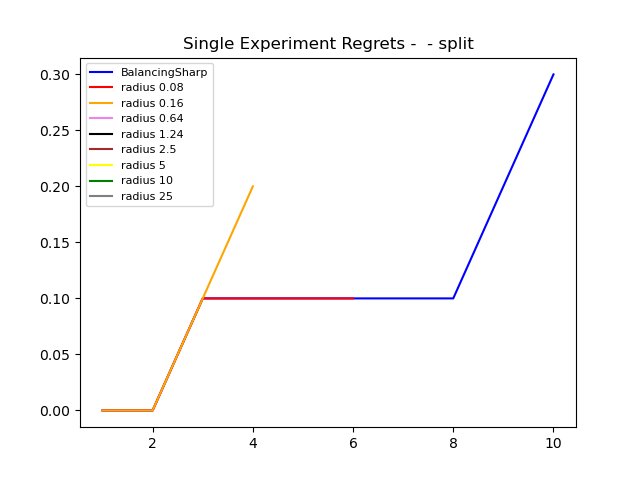 Single Experiment Regrets -  - split
0.30
0.25
0.20
0.15
0.10
0.05
0.00
BalancingSharp
radius 0.08
radius 0.16
radius 0.64
radius 1.24
radius 2.5
radius 5
radius 10
radius 25
2 4 6 8 10